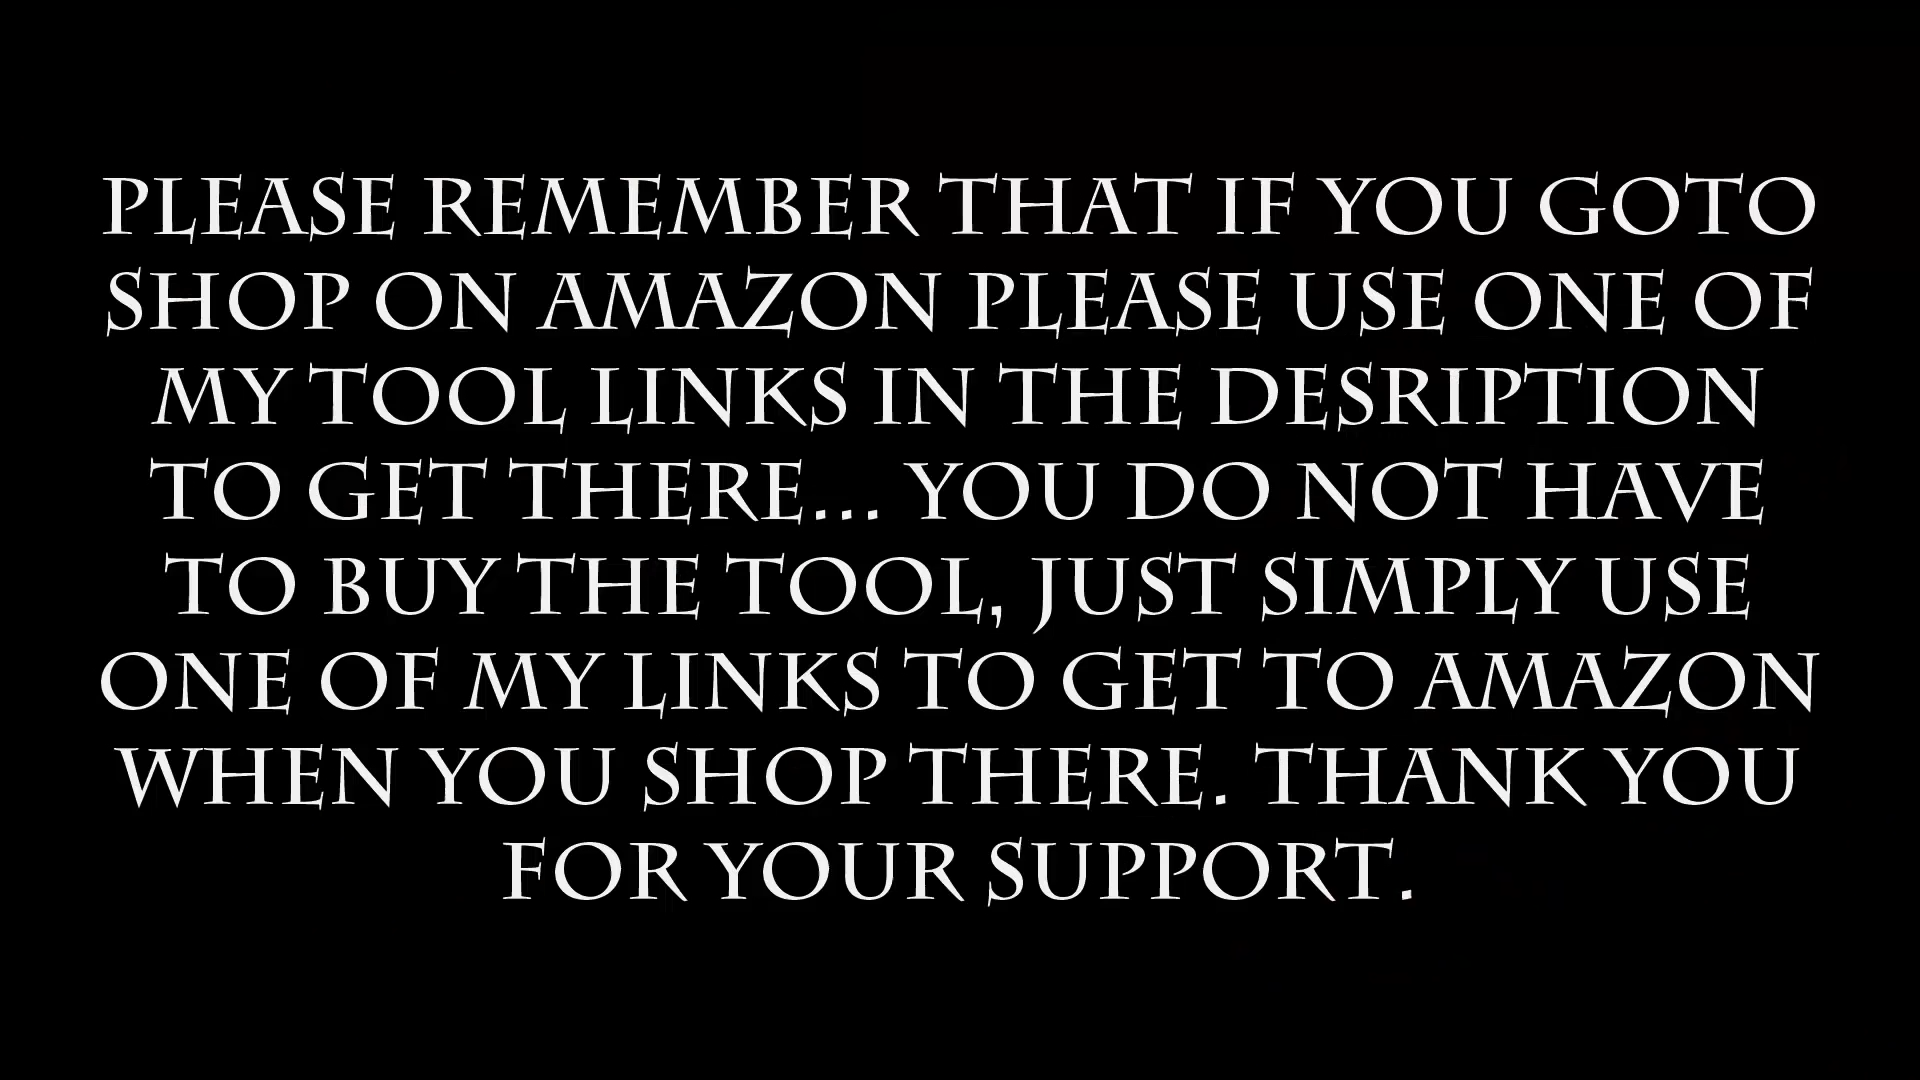 PLEASE REMEMBER THAT IF YOU GOTO
SHOP ON AMAZON PLEASE USE ONE OF
MY TOOL LINKS IN THE DESRIPTION
TO GET THERE... YOU DO NOT HAVE
TO BUY THE TOOL, JUST SIMPLY USE
ONE OF MY LINKS TO GET TO AMAZON
WHEN YOU SHOP THERE. THANK YOU
FOR YOUR SUPPORT.